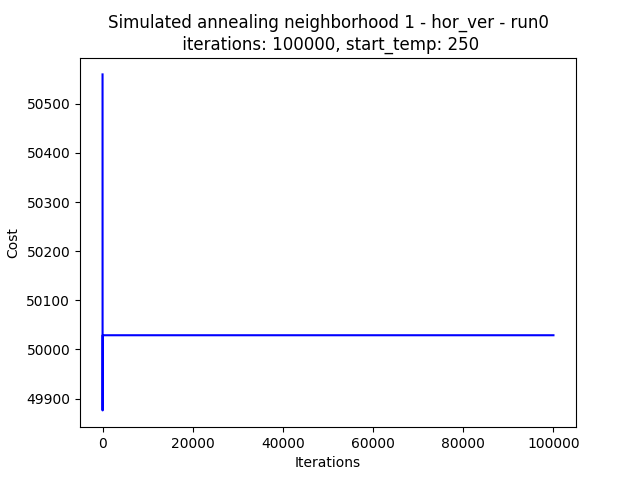 Simulated annealing neighborhood 1 - hor_ver - run0
iterations: 100000, start_temp: 250
50500
50400
50300
50200
50100
50000
49900
Cost
0 20000 40000 60000 80000 100000
Iterations